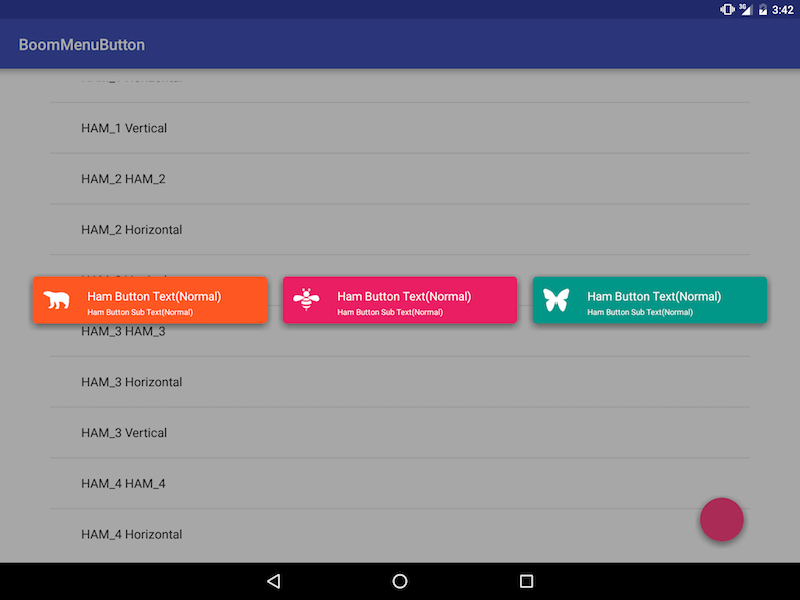 3G 3:42
BoomMenuButton
HAM_1 Vertical
HAM_2 HAM_2
HAM_2 Horizontal
Ham Button Text(Normal)
Ham Button Sub Text(Normal)
Ham Button Text(Normal)
Ham Button Sub Text(Normal)
Ham Button Text(Normal)
Ham Button Sub Text(Normal)
HAM_3 HAM_3
HAM_3 Horizontal
HAM_3 Vertical
HAM_4 HAM_4
HAM_4 Horizontal